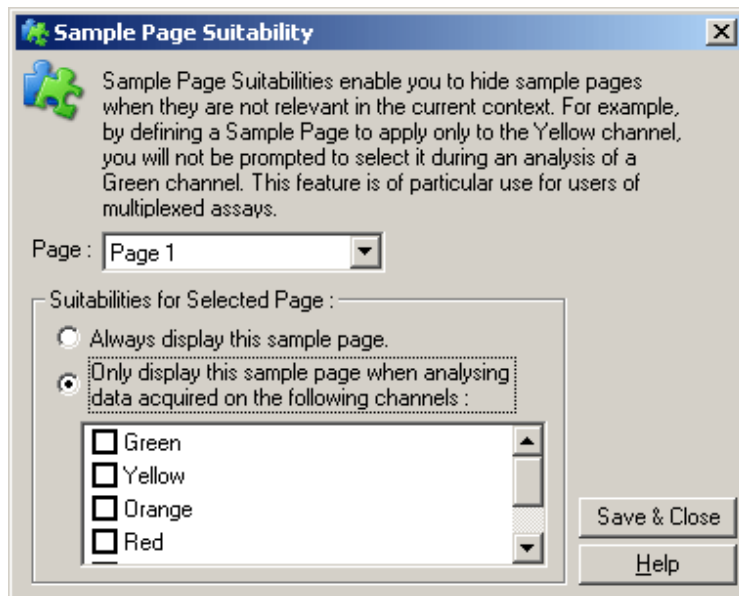 Sample Page Suitability
Sample Page Suitabilities enable you to hide sample pages
when they are not relevant in the current context. For example,
by defining a Sample Page to apply only to the Yellow channel,
you will not be prompted to select it during an analysis of a
Green channel. This feature is of particular use for users of
multiplexed assays.
Page :
Page 1
Suitabilities for Selected Page :
Always display this sample page.
Only display this sample page when analysing
data acquired on the following channels :
Green
Yellow
Orange
Red
Save & Close
Help